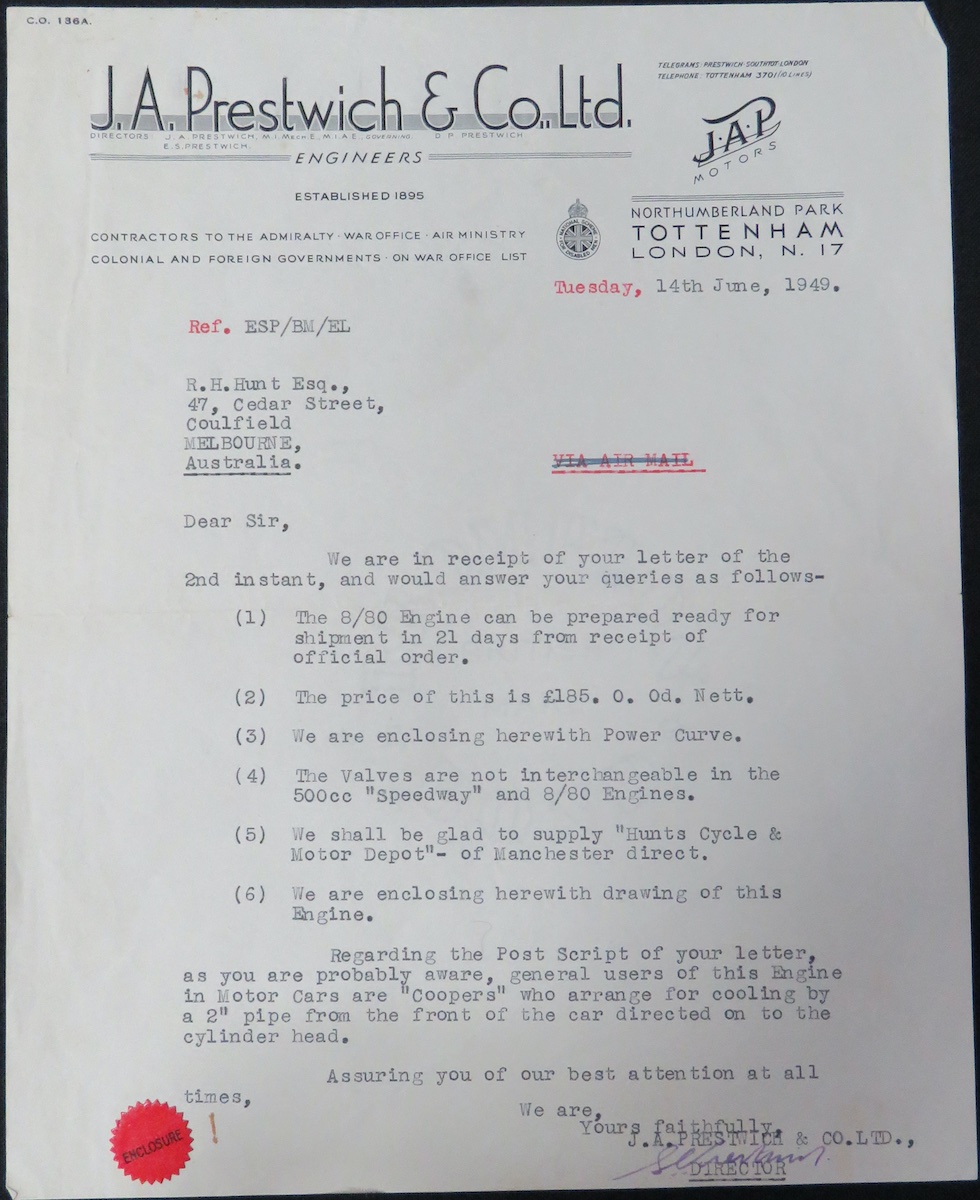 C.O. 136A.
J.A. Prestwich & Co. Ltd.
DIRECTORS: J. A. PRESTWICH, M.I.MECH.E., M.I.A.E., GOVERNING. D. P. PRESTWICH.
E. S. PRESTWICH.
ENGINEERS
ESTABLISHED 1895
CONTRACTORS TO THE ADMIRALTY · WAR OFFICE · AIR MINISTRY
COLONIAL AND FOREIGN GOVERNMENTS · ON WAR OFFICE LIST
TELEGRAMS: PRESTWICH·SOUTHTOT·LONDON
TELEPHONE: TOTTENHAM 3701 (10 LINES)
J·A·P
MOTORS
NORTHUMBERLAND PARK
TOTTENHAM
LONDON, N. 17
Tuesday, 14th June, 1949.
Ref. ESP/BM/EL
R.H.Hunt Esq.,
47, Cedar Street,
Coulfield
MELBOURNE,
Australia.
VIA AIR MAIL
Dear Sir,
We are in receipt of your letter of the
2nd instant, and would answer your queries as follows-
(1) The 8/80 Engine can be prepared ready for
shipment in 21 days from receipt of
official order.
(2) The price of this is £185. 0. 0d. Nett.
(3) We are enclosing herewith Power Curve.
(4) The Valves are not interchangeable in the
500cc "Speedway" and 8/80 Engines.
(5) We shall be glad to supply "Hunts Cycle &
Motor Depot"- of Manchester direct.
(6) We are enclosing herewith drawing of this
Engine.
Regarding the Post Script of your letter,
as you are probably aware, general users of this Engine
in Motor Cars are "Coopers" who arrange for cooling by
a 2" pipe from the front of the car directed on to the
cylinder head.
Assuring you of our best attention at all
times,
We are,
Yours faithfully,
J.A.PRESTWICH & CO.LTD.,
DIRECTOR
ENCLOSURE